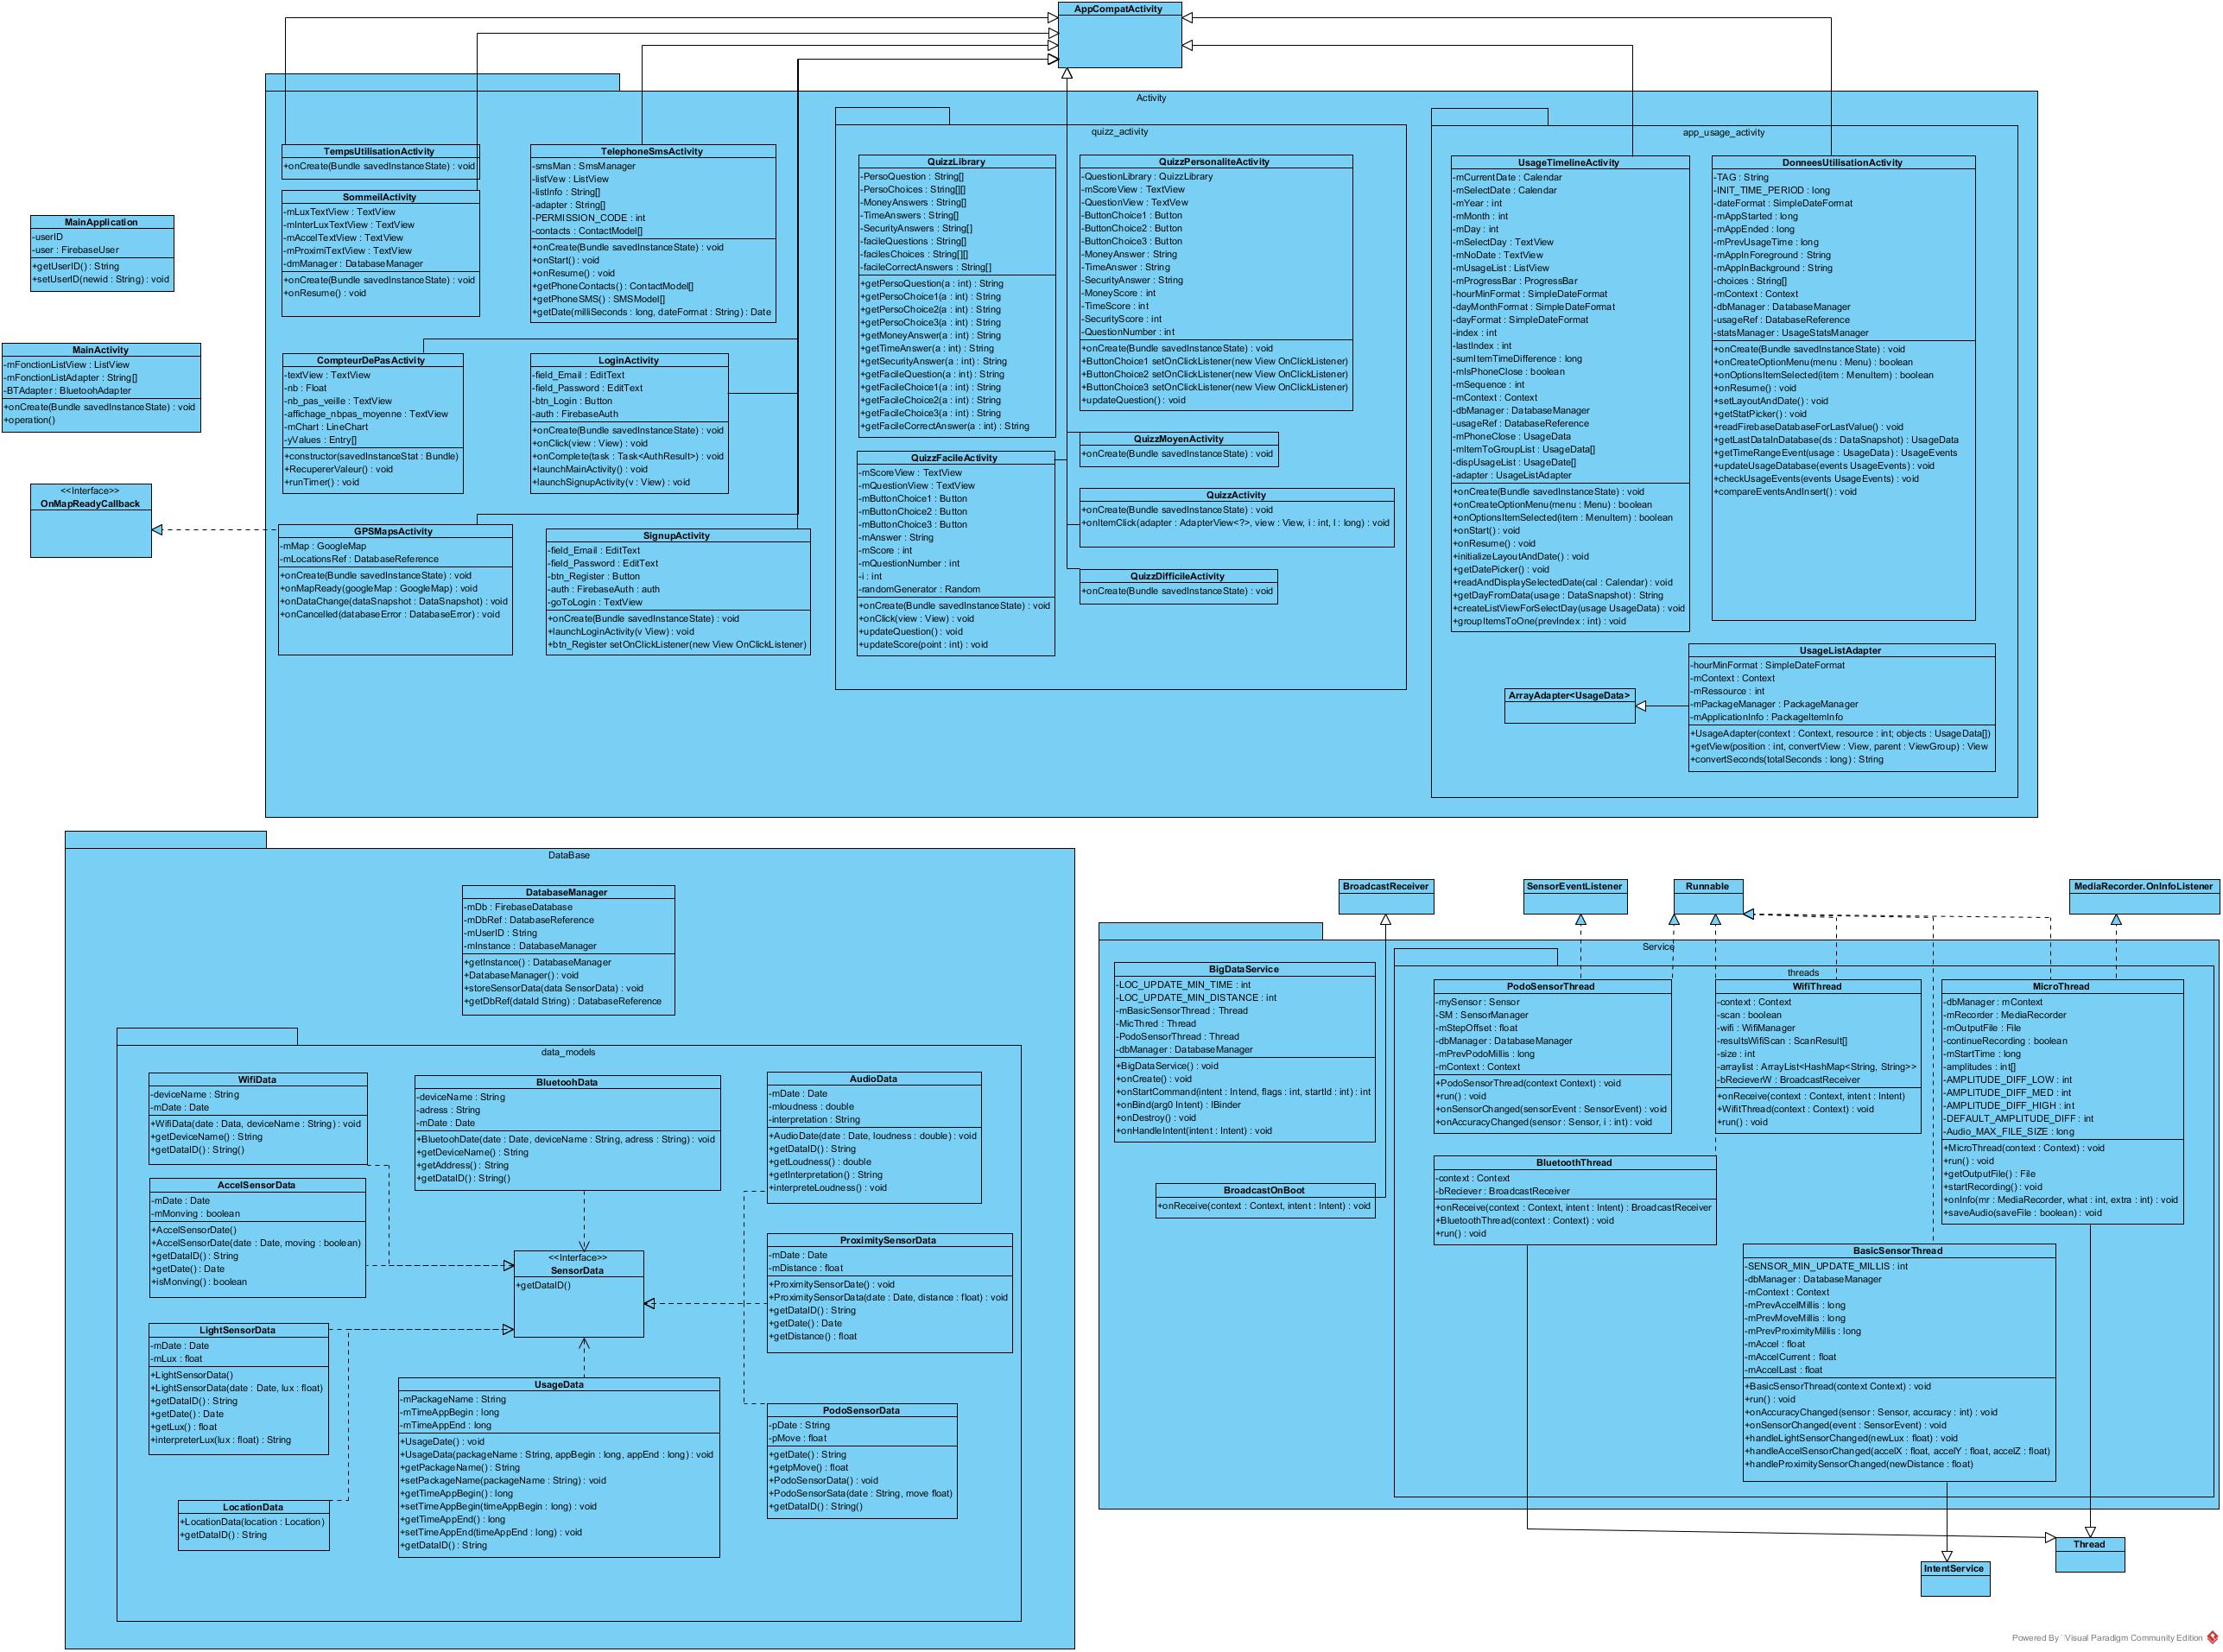 AppCompatActivity
Activity
TempsUtilisationActivity
+onCreate(Bundle savedInstanceState) : void
SommeilActivity
-mLuxTextView : TextView
-mInterLuxTextView : TextView
-mAccelTextView : TextView
-mProximiTextView : TextView
-dmManager : DatabaseManager
+onCreate(Bundle savedInstanceState) : void
+onResume() : void
TelephoneSmsActivity
-smsMan : SmsManager
-listVew : ListView
-listInfo : String[]
-adapter : String[]
-PERMISSION_CODE : int
-contacts : ContactModel[]
+onCreate(Bundle savedInstanceState) : void
+onStart() : void
+onResume() : void
+getPhoneContacts() : ContactModel[]
+getPhoneSMS() : SMSModel[]
+getDate(milliSeconds : long, dateFormat : String) : Date
MainApplication
-userID
-user : FirebaseUser
+getUserID() : String
+setUserID(newid : String) : void
MainActivity
-mFonctionListView : ListView
-mFonctionListAdapter : String[]
-BTAdapter : BluetoohAdapter
+onCreate(Bundle savedInstanceState) : void
+operation()
<<Interface>>
OnMapReadyCallback
CompteurDePasActivity
-textView : TextView
-nb : Float
-nb_pas_veille : TextView
-affichage_nbpas_moyenne : TextView
-mChart : LineChart
-yValues : Entry[]
+constructor(savedInstanceStat : Bundle)
+RecupererValeur() : void
+runTimer() : void
LoginActivity
-field_Email : EditText
-field_Password : EditText
-btn_Login : Button
-auth : FirebaseAuth
+onCreate(Bundle savedInstanceState) : void
+onClick(view : View) : void
+onComplete(task : Task<AuthResult>) : void
+launchMainActivity() : void
+launchSignupActivity(v : View) : void
GPSMapsActivity
-mMap : GoogleMap
-mLocationsRef : DatabaseReference
+onCreate(Bundle savedInstanceState) : void
+onMapReady(googleMap : GoogleMap) : void
+onDataChange(dataSnapshot : DataSnapshot) : void
+onCancelled(databaseError : DatabaseError) : void
SignupActivity
-field_Email : EditText
-field_Password : EditText
-btn_Register : Button
-auth : FirebaseAuth : auth
-goToLogin : TextView
+onCreate(Bundle savedInstanceState) : void
+launchLoginActivity(v View) : void
+btn_Register setOnClickListener(new View OnClickListener)
quizz_activity
QuizzLibrary
-PersoQuestion : String[]
-PersoChoices : String[][]
-MoneyAnswers : String[]
-TimeAnswers : String[]
-SecurityAnswers : String[]
-facileQuestions : String[]
-facilesChoices : String[][]
-facileCorrectAnswers : String[]
+getPersoQuestion(a : int) : String
+getPersoChoice1(a : int) : String
+getPersoChoice2(a : int) : String
+getPersoChoice3(a : int) : String
+getMoneyAnswer(a : int) : String
+getTimeAnswer(a : int) : String
+getSecurityAnswer(a : int) : String
+getFacileQuestion(a : int) : String
+getFacileChoice1(a : int) : String
+getFacileChoice2(a : int) : String
+getFacileChoice3(a : int) : String
+getFacileCorrectAnswer(a : int) : String
QuizzFacileActivity
-mScoreView : TextView
-mQuestionView : TextView
-mButtonChoice1 : Button
-mButtonChoice2 : Button
-mButtonChoice3 : Button
-mAnswer : String
-mScore : int
-mQuestionNumber : int
-i : int
-randomGenerator : Random
+onCreate(Bundle savedInstanceState) : void
+onClick(view : View) : void
+updateQuestion() : void
+updateScore(point : int) : void
QuizzPersonaliteActivity
-QuestionLibrary : QuizzLibrary
-mScoreView : TextView
-QuestionView : TextVew
-ButtonChoice1 : Button
-ButtonChoice2 : Button
-ButtonChoice3 : Button
-MoneyAnswer : String
-TimeAnswer : String
-SecurityAnswer : String
-MoneyScore : int
-TimeScore : int
-SecurityScore : int
-QuestionNumber : int
+onCreate(Bundle savedInstanceState) : void
+ButtonChoice1 setOnClickListener(new View OnClickListener)
+ButtonChoice2 setOnClickListener(new View OnClickListener)
+ButtonChoice3 setOnClickListener(new View OnClickListener)
+updateQuestion() : void
QuizzMoyenActivity
+onCreate(Bundle savedInstanceState) : void
QuizzActivity
+onCreate(Bundle savedInstanceState) : void
+onItemClick(adapter : AdapterView<?>, view : View, i : int, l : long) : void
QuizzDifficileActivity
+onCreate(Bundle savedInstanceState) : void
app_usage_activity
UsageTimelineActivity
-mCurrentDate : Calendar
-mSelectDate : Calendar
-mYear : int
-mMonth : int
-mDay : int
-mSelectDay : TextView
-mNoDate : TextView
-mUsageList : ListView
-mProgressBar : ProgressBar
-hourMinFormat : SimpleDateFormat
-dayMonthFormat : SimpleDateFormat
-dayFormat : SimpleDateFormat
-index : int
-lastIndex : int
-sumItemTimeDifference : long
-mIsPhoneClose : boolean
-mSequence : int
-mContext : Context
-dbManager : DatabaseManager
-usageRef : DatabaseReference
-mPhoneClose : UsageData
-mItemToGroupList : UsageData[]
-dispUsageList : UsageDate[]
-adapter : UsageListAdapter
+onCreate(Bundle savedInstanceState) : void
+onCreateOptionMenu(menu : Menu) : boolean
+onOptionsItemSelected(item : MenuItem) : boolean
+onStart() : void
+onResume() : void
+initializeLayoutAndDate() : void
+getDatePicker() : void
+readAndDisplaySelectedDate(cal : Calendar) : void
+getDayFromData(usage : DataSnapshot) : String
+createListViewForSelectDay(usage UsageData) : void
+groupItemsToOne(prevIndex : int) : void
DonneesUtilisationActivity
-TAG : String
-INIT_TIME_PERIOD : long
-dateFormat : SimpleDateFormat
-mAppStarted : long
-mAppEnded : long
-mPrevUsageTime : long
-mAppInForeground : String
-mAppInBackground : String
-choices : String[]
-mContext : Context
-dbManager : DatabaseManager
-usageRef : DatabaseReference
-statsManager : UsageStatsManager
+onCreate(Bundle savedInstanceState) : void
+onCreateOptionMenu(menu : Menu) : boolean
+onOptionsItemSelected(item : MenuItem) : boolean
+onResume() : void
+setLayoutAndDate() : void
+getStatPicker() : void
+readFirebaseDatabaseForLastValue() : void
+getLastDataInDatabase(ds : DataSnapshot) : UsageData
+getTimeRangeEvent(usage : UsageData) : UsageEvents
+updateUsageDatabase(events UsageEvents) : void
+checkUsageEvents(events UsageEvents) : void
+compareEventsAndInsert() : void
UsageListAdapter
-hourMinFormat : SimpleDateFormat
-mContext : Context
-mRessource : int
-mPackageManager : PackageManager
-mApplicationInfo : PackageItemInfo
+UsageAdapter(context : Context, resource : int; objects : UsageData[])
+getView(position : int, convertView : View, parent : ViewGroup) : View
+convertSeconds(totalSeconds : long) : String
ArrayAdapter<UsageData>
DataBase
DatabaseManager
-mDb : FirebaseDatabase
-mDbRef : DatabaseReference
-mUserID : String
-mInstance : DatabaseManager
+getInstance() : DatabaseManager
+DatabaseManager() : void
+storeSensorData(data SensorData) : void
+getDbRef(dataId String) : DatabaseReference
data_models
WifiData
-deviceName : String
-mDate : Date
+WifiData(date : Data, deviceName : String) : void
+getDeviceName() : String
+getDataID() : String()
BluetoohData
-deviceName : String
-adress : String
-mDate : Date
+BluetoohDate(date : Date, deviceName : String, adress : String) : void
+getDeviceName() : String
+getAddress() : String
+getDataID() : String()
AudioData
-mDate : Date
-mloudness : double
-interpretation : String
+AudioDate(date : Date, loudness : double) : void
+getDataID() : String
+getLoudness() : double
+getInterpretation() : String
+interpreteLoudness() : void
AccelSensorData
-mDate : Date
-mMonving : boolean
+AccelSensorDate()
+AccelSensorDate(date : Date, moving : boolean)
+getDataID() : String
+getDate() : Date
+isMonving() : boolean
<<Interface>>
SensorData
+getDataID()
ProximitySensorData
-mDate : Date
-mDistance : float
+ProximitySensorDate() : void
+ProximitySensorData(date : Date, distance : float) : void
+getDataID() : String
+getDate() : Date
+getDistance() : float
LightSensorData
-mDate : Date
-mLux : float
+LightSensorData()
+LightSensorData(date : Date, lux : float)
+getDataID() : String
+getDate() : Date
+getLux() : float
+interpreterLux(lux : float) : String
UsageData
-mPackageName : String
-mTimeAppBegin : long
-mTimeAppEnd : long
+UsageDate() : void
+UsageData(packageName : String, appBegin : long, appEnd : long) : void
+getPackageName() : String
+setPackageName(packageName : String) : void
+getTimeAppBegin() : long
+setTimeAppBegin(timeAppBegin : long) : void
+getTimeAppEnd() : long
+setTimeAppEnd(timeAppEnd : long) : void
+getDataID() : String
PodoSensorData
-pDate : String
-pMove : float
+getDate() : String
+getpMove() : float
+PodoSensorData() : void
+PodoSensorSata(date : String, move float)
+getDataID() : String()
LocationData
+LocationData(location : Location)
+getDataID() : String
BroadcastReceiver
SensorEventListener
Runnable
MediaRecorder.OnInfoListener
Service
BigDataService
-LOC_UPDATE_MIN_TIME : int
-LOC_UPDATE_MIN_DISTANCE : int
-mBasicSensorThread : Thread
-MicThred : Thread
-PodoSensorThread : Thread
-dbManager : DatabaseManager
+BigDataService() : void
+onCreate() : void
+onStartCommand(intent : Intend, flags : int, startId : int) : int
+onBind(arg0 Intent) : IBinder
+onDestroy() : void
+onHandleIntent(intent : Intent) : void
BroadcastOnBoot
+onReceive(context : Context, intent : Intent) : void
threads
PodoSensorThread
-mySensor : Sensor
-SM : SensorManager
-mStepOffset : float
-dbManager : DatabaseManager
-mPrevPodoMillis : long
-mContext : Context
+PodoSensorThread(context Context) : void
+run() : void
+onSensorChanged(sensorEvent : SensorEvent) : void
+onAccuracyChanged(sensor : Sensor, i : int) : void
WifiThread
-context : Context
-scan : boolean
-wifi : WifiManager
-resultsWifiScan : ScanResult[]
-size : int
-arraylist : ArrayList<HashMap<String, String>>
-bRecieverW : BroadcastReceiver
+onReceive(context : Context, intent : Intent)
+WifitThread(context : Context) : void
+run() : void
MicroThread
-dbManager : mContext
-mRecorder : MediaRecorder
-mOutputFile : File
-continueRecording : boolean
-mStartTime : long
-amplitudes : int[]
-AMPLITUDE_DIFF_LOW : int
-AMPLITUDE_DIFF_MED : int
-AMPLITUDE_DIFF_HIGH : int
-DEFAULT_AMPLITUDE_DIFF : int
-Audio_MAX_FILE_SIZE : long
+MicroThread(context : Context) : void
+run() : void
+getOutputFile() : File
+startRecording() : void
+onInfo(mr : MediaRecorder, what : int, extra : int) : void
+saveAudio(saveFile : boolean) : void
BluetoothThread
-context : Context
-bReciever : BroadcastReceiver
+onReceive(context : Context, intent : Intent) : BroadcastReceiver
+BluetoothThread(context : Context) : void
+run() : void
BasicSensorThread
-SENSOR_MIN_UPDATE_MILLIS : int
-dbManager : DatabaseManager
-mContext : Context
-mPrevAccelMillis : long
-mPrevMoveMillis : long
-mPrevProximityMillis : long
-mAccel : float
-mAccelCurrent : float
-mAccelLast : float
+BasicSensorThread(context Context) : void
+run() : void
+onAccuracyChanged(sensor : Sensor, accuracy : int) : void
+onSensorChanged(event : SensorEvent) : void
+handleLightSensorChanged(newLux : float) : void
+handleAccelSensorChanged(accelX : float, accelY : float, accelZ : float)
+handleProximitySensorChanged(newDistance : float)
Thread
IntentService
Powered By Visual Paradigm Community Edition